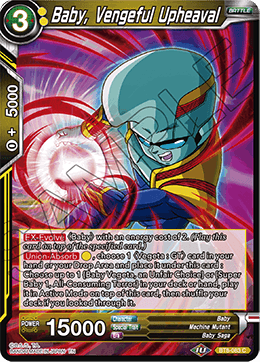 3
Baby, Vengeful Upheaval
BATTLE
0 + 5000
EX-Evolve 《Baby》 with an energy cost of 2. (Play this
card on top of the specified card.)
Union-Absorb , choose 1 《Vegeta : GT》 card in your
hand or your Drop Area and place it under this card :
Choose up to 1 {Baby Vegeta, an Unfair Choice} or {Super
Baby 1, All-Consuming Terror} in your deck or hand, play
it in Active Mode on top of this card, then shuffle your
deck if you looked through it.
POWER
15000
Character
Baby
Special Trait
Machine Mutant
Era
Baby Saga
BT8-083 C